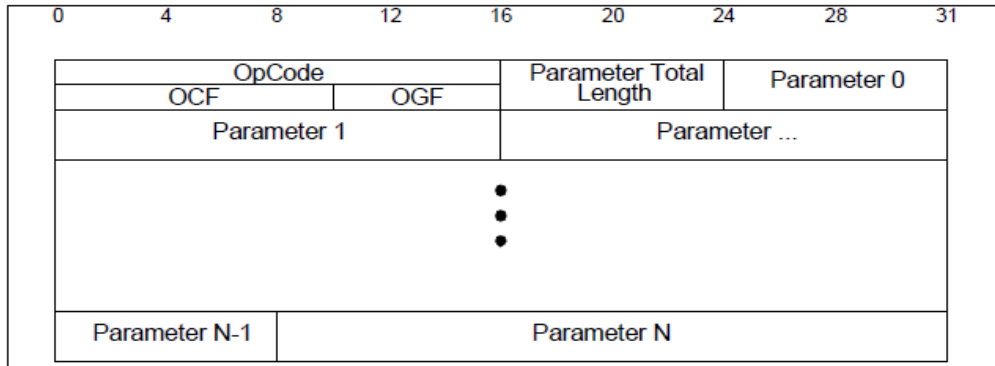 0 4 8 12 16 20 24 28 31
OpCode
Parameter Total
Length
Parameter 0
OCF OGF
Parameter 1 Parameter ...
Parameter N-1 Parameter N